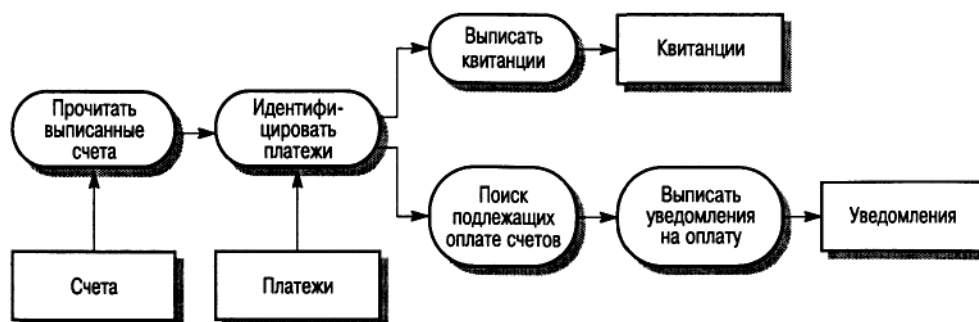 Выписать
квитанции
Квитанции
Прочитать
выписанные
счета
Идентифи-
цировать
платежи
Поиск
подлежащих
оплате счетов
Выписать
уведомления
на оплату
Уведомления
Счета
Платежи